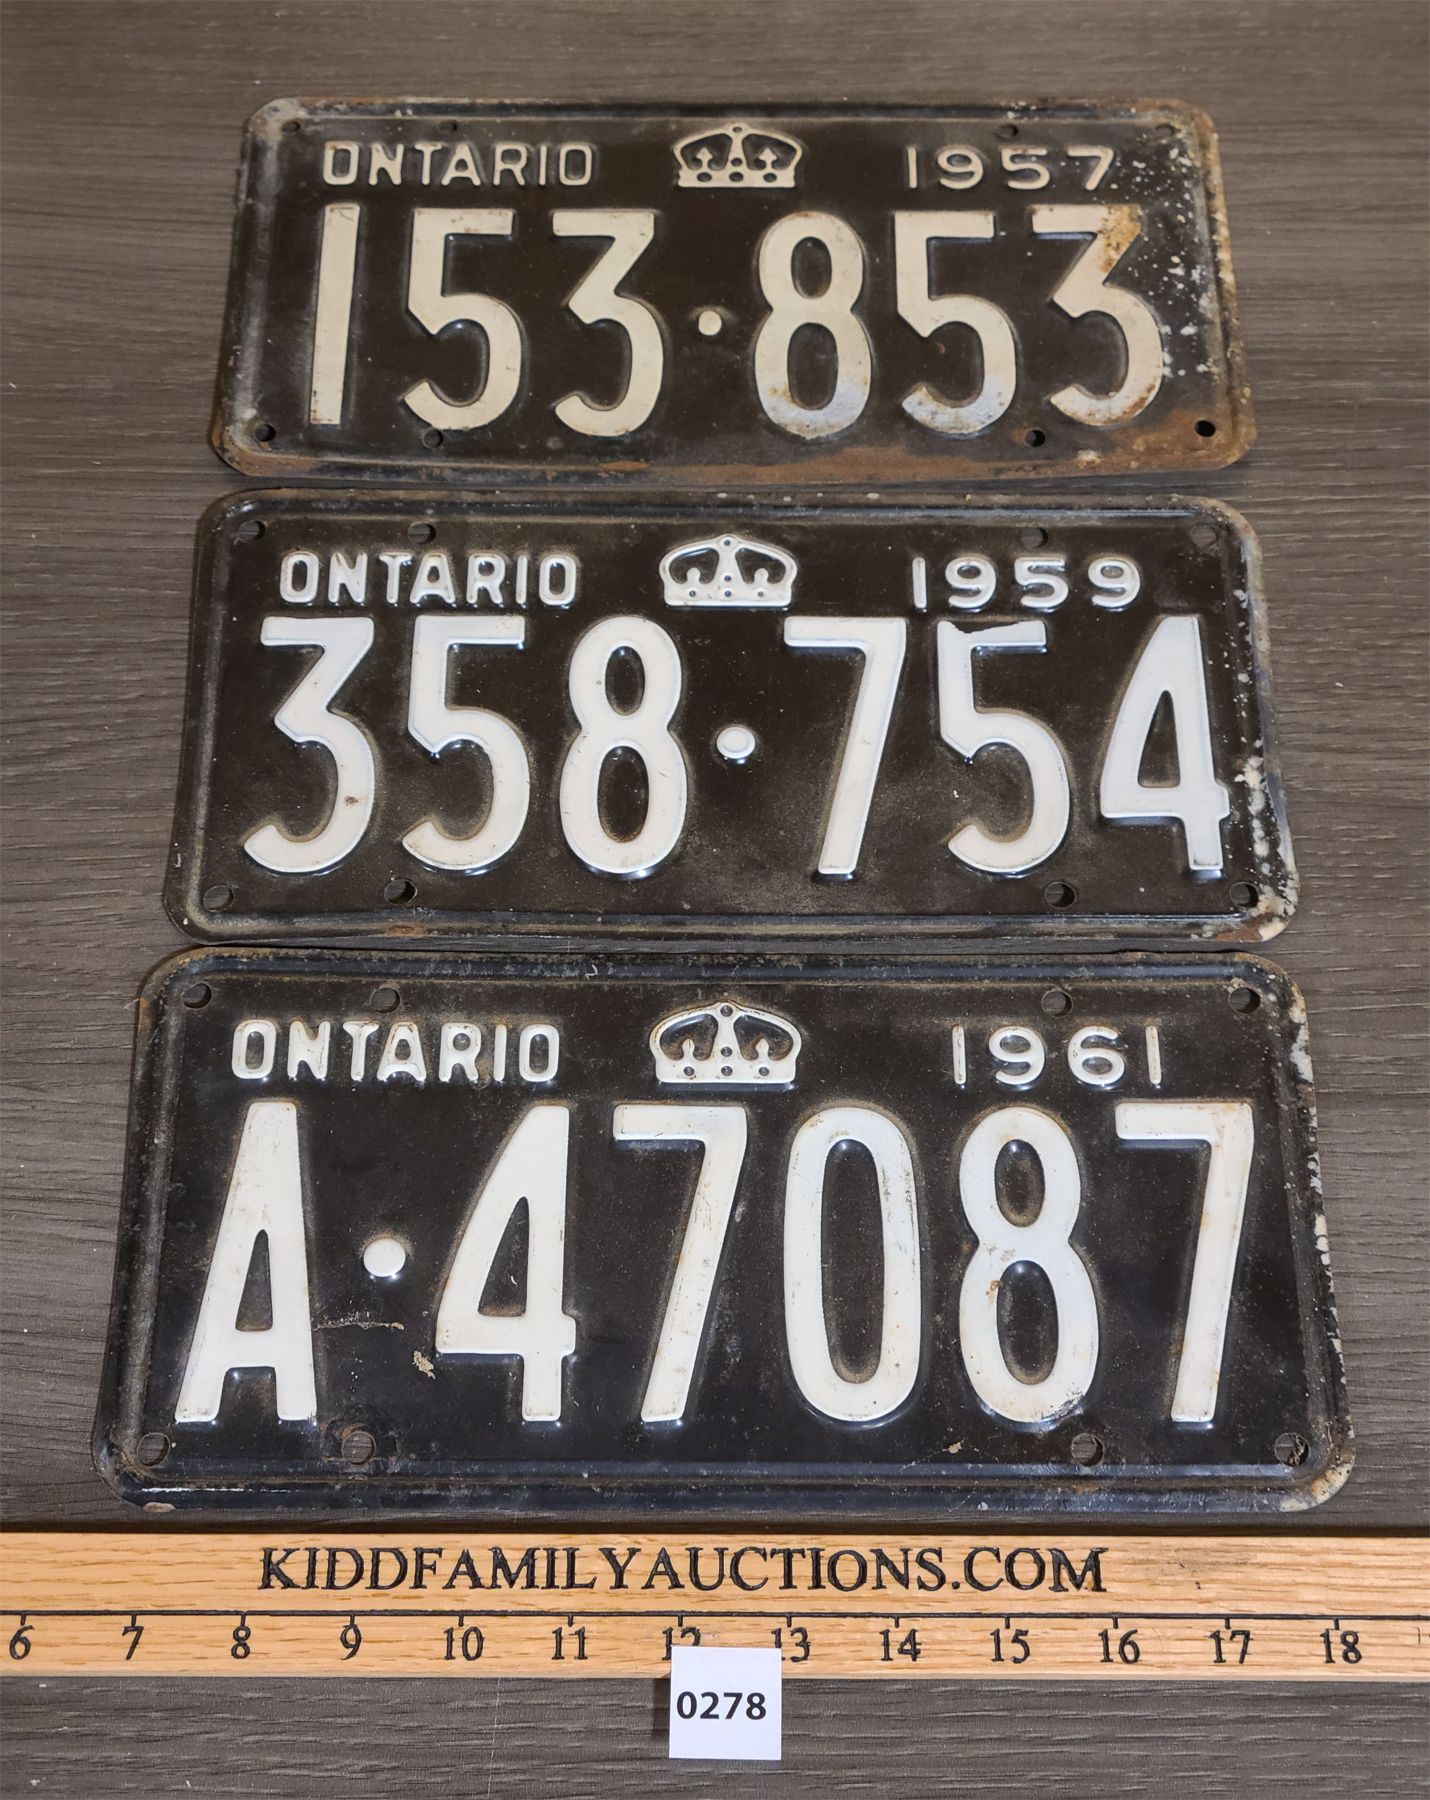 ONTARIO 1957
153·853
ONTARIO 1959
358·754
ONTARIO 1961
A·47087
KIDDFAMILYAUCTIONS.COM
6 7 8 9 10 11 12 13 14 15 16 17 18
0278